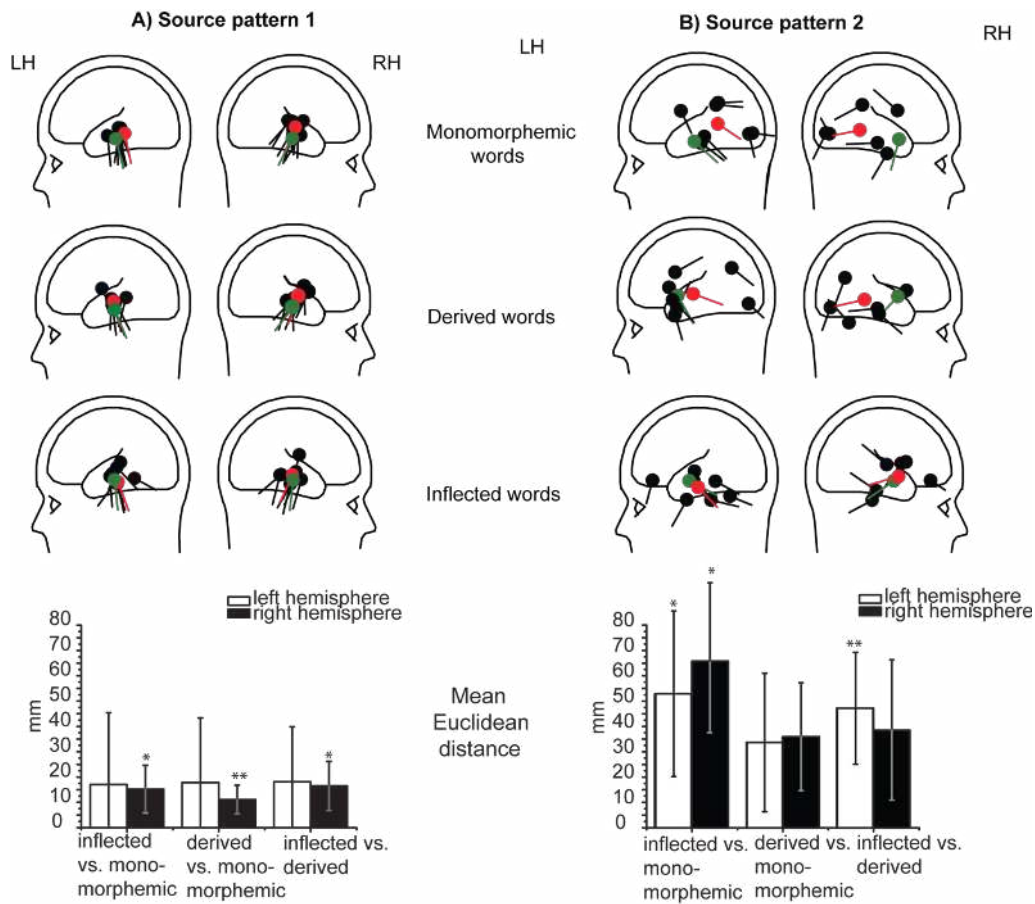 A) Source pattern 1
B) Source pattern 2
LH
RH
LH
RH
Monomorphemic
words
Derived words
Inflected words
left hemisphere
right hemisphere
80
70
60
50
40
30
20
10
0
mm
*
**
*
inflected
vs. mono-
morphemic
derived
vs. mono-
morphemic
inflected vs.
derived
Mean
Euclidean
distance
left hemisphere
right hemisphere
80
70
60
50
40
30
20
10
0
mm
*
*
**
inflected vs.
mono-
morphemic
derived vs.
mono-
morphemic
inflected vs.
derived